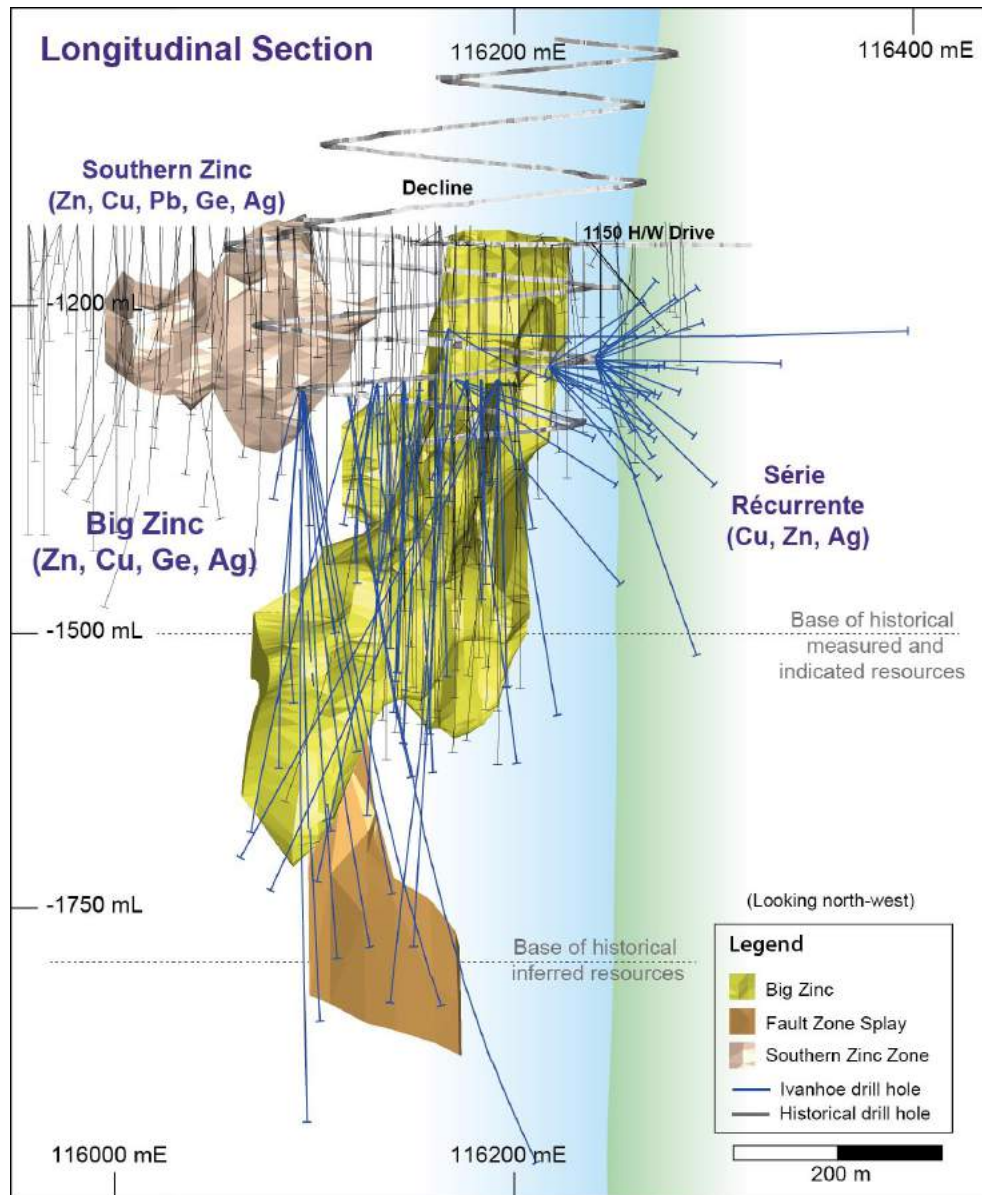 Longitudinal Section
116200 mE
116400 mE
Southern Zinc
(Zn, Cu, Pb, Ge, Ag)
Decline
1150 H/W Drive
-1200 mL
Série
Récurrente
(Cu, Zn, Ag)
Big Zinc
(Zn, Cu, Ge, Ag)
-1500 mL
Base of historical
measured and
indicated resources
-1750 mL
(Looking north-west)
Base of historical
inferred resources
Legend
Big Zinc
Fault Zone Splay
Southern Zinc Zone
Ivanhoe drill hole
Historical drill hole
116000 mE
116200 mE
200 m